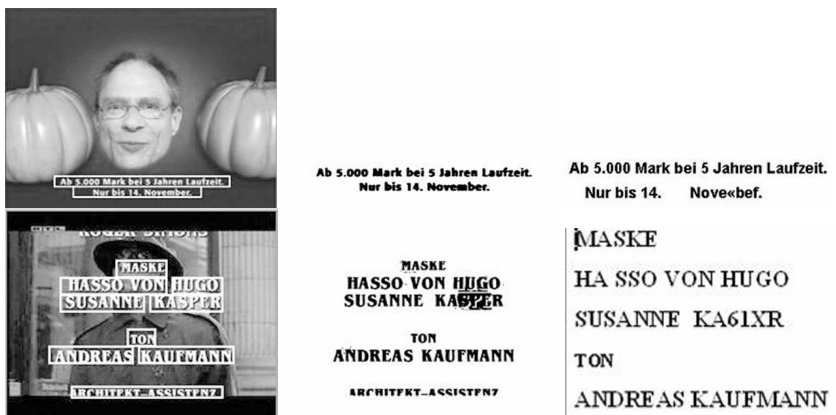 Ab 5.000 Mark bei 5 Jahren Laufzeit.
Nur bis 14. November.
Ab 5.000 Mark bei 5 Jahren Laufzeit.
Nur bis 14. November.
Ab 5.000 Mark bei 5 Jahren Laufzeit.
Nur bis 14. Nove«bef.
ROGER SIMONS
MASKE
HASSO VON HUGO
SUSANNE KASPER
TON
ANDREAS KAUFMANN
ARCHITEKT-ASSISTENZ
MASKE
HASSO VON HUGO
SUSANNE KASPER
TON
ANDREAS KAUFMANN
ARCHITEKT-ASSISTENZ
MASKE
HA SSO VON HUGO
SUSANNE KA61XR
TON
ANDREAS KAUFMANN